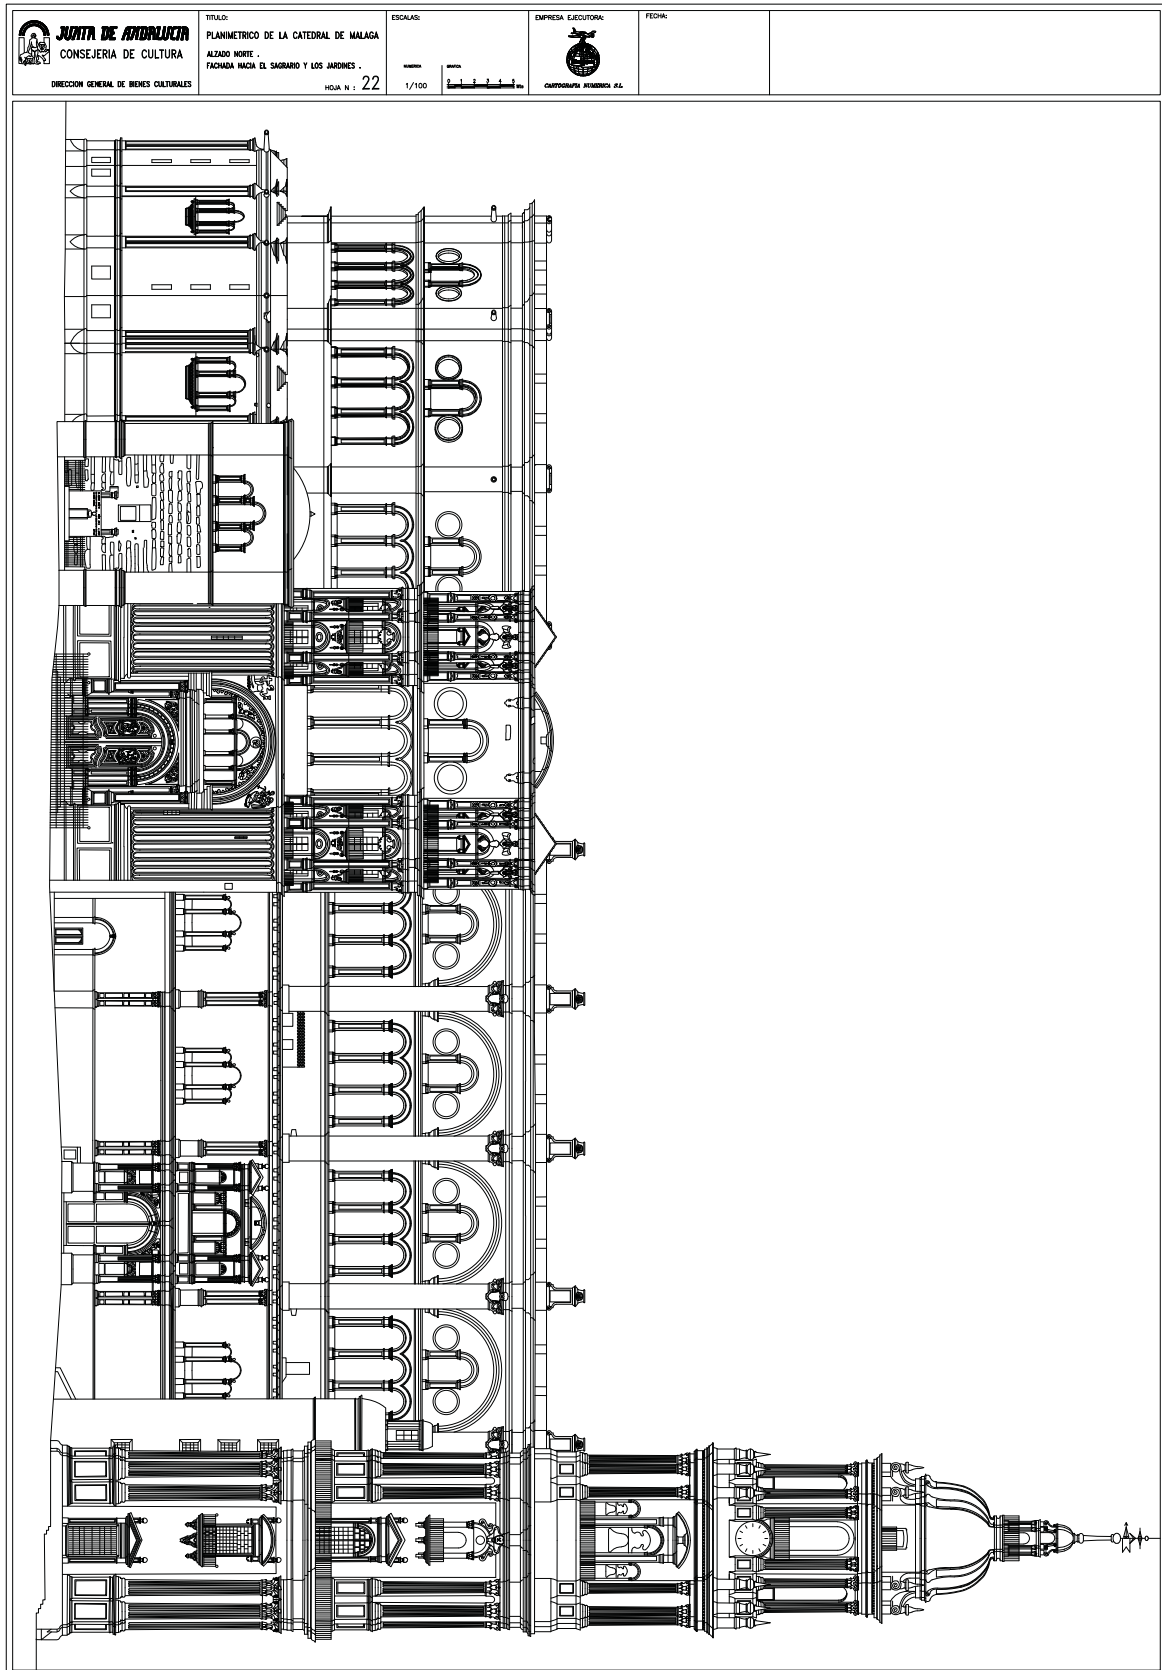 JUNTA DE ANDALUCIA
CONSEJERIA DE CULTURA
DIRECCION GENERAL DE BIENES CULTURALES
TITULO:
PLANIMETRICO DE LA CATEDRAL DE MALAGA
ALZADO NORTE .
FACHADA HACIA EL SAGRARIO Y LOS JARDINES .
HOJA N : 22
ESCALAS:
NUMERICA
1/100
GRAFICA
0 1 2 3 4 5 Mts
EMPRESA EJECUTORA:
CARTOGRAFIA NUMERICA S.L.
FECHA: